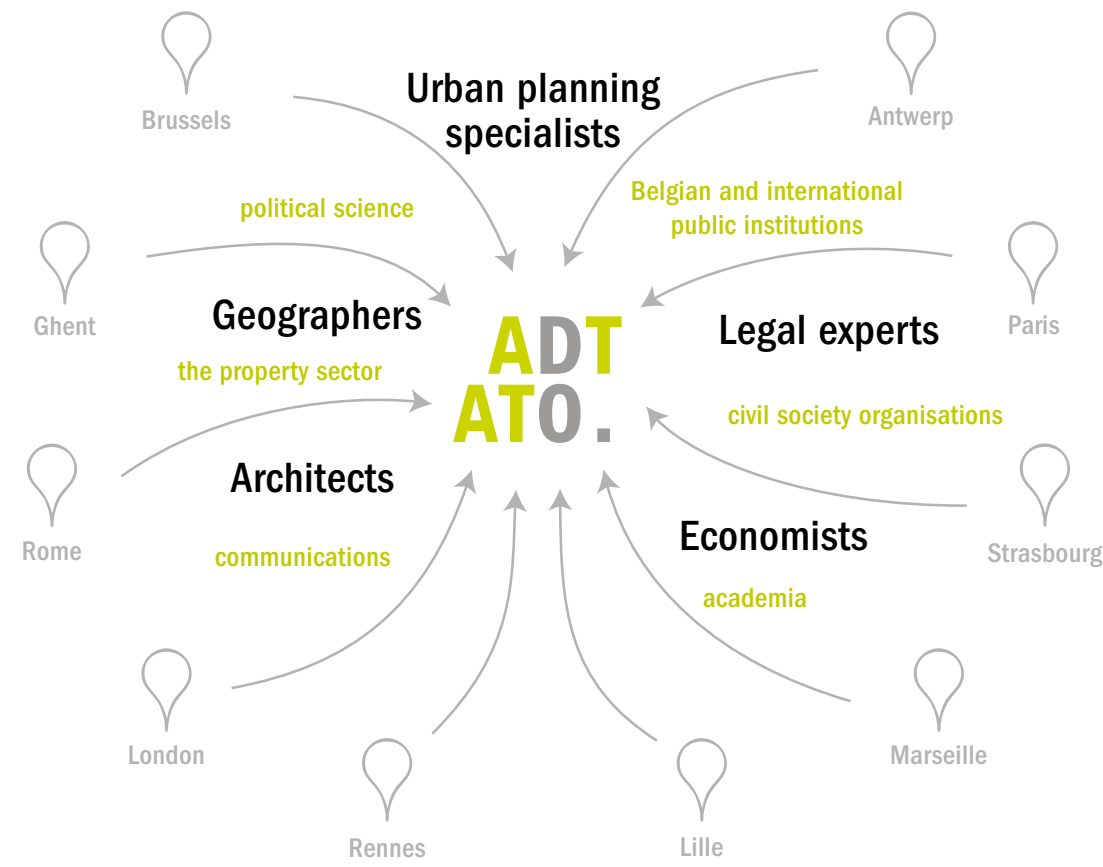 Urban planning
specialists
Brussels
Antwerp
political science
Belgian and international
public institutions
Ghent
Paris
Geographers
Legal experts
the property sector
ADT
ATO.
civil society organisations
Rome
Strasbourg
Architects
Economists
communications
academia
London
Marseille
Rennes
Lille